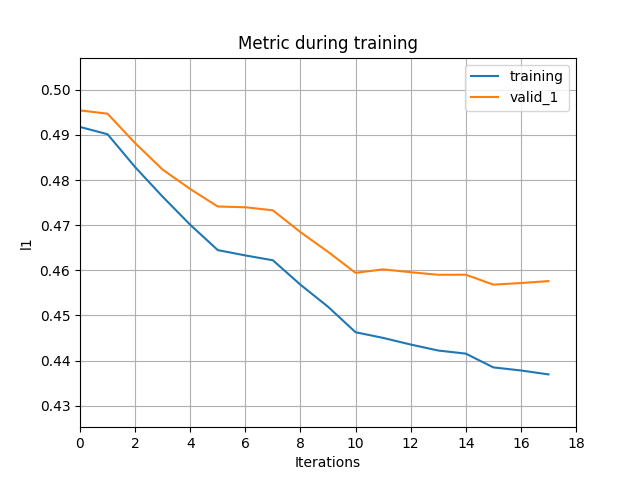 Metric during training
training
valid_1
0.50
0.49
0.48
0.47
0.46
0.45
0.44
0.43
l1
0 2 4 6 8 10 12 14 16 18
Iterations